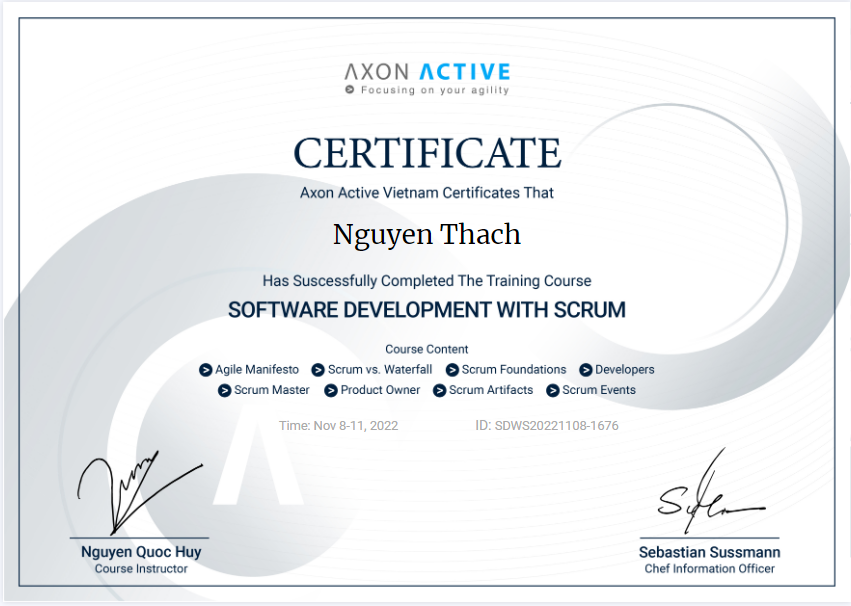 AXON ACTIVE
Focusing on your agility
CERTIFICATE
Axon Active Vietnam Certificates That
Nguyen Thach
Has Suscessfully Completed The Training Course
SOFTWARE DEVELOPMENT WITH SCRUM
Course Content
Agile Manifesto Scrum vs. Waterfall Scrum Foundations Developers
Scrum Master Product Owner Scrum Artifacts Scrum Events
Time: Nov 8-11, 2022 ID: SDWS20221108-1676
Nguyen Quoc Huy Sebastian Sussmann
Course Instructor Chef Information Officer